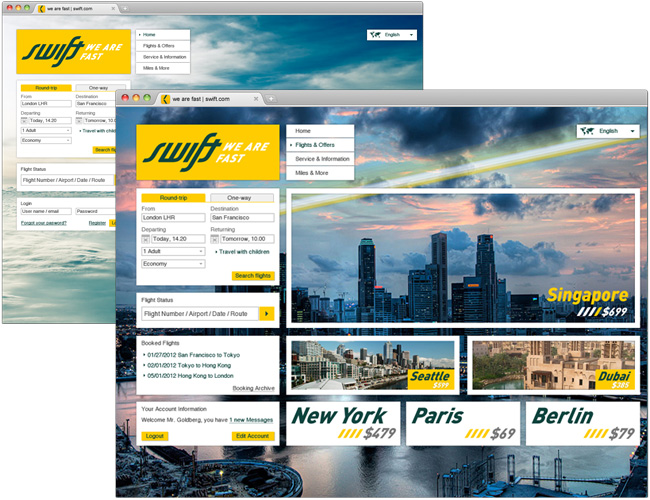 we are fast | swift.com
swift WE ARE FAST
Home
Flights & Offers
Service & Information
Miles & More
English
Round-trip One-way
From Destination
London LHR San Francisco
Departing Returning
Today, 14.20 Tomorrow, 10.00
1 Adult Travel with children
Economy
Search flights
Flight Status
Flight Number / Airport / Date / Route
Login
User name / email Password
Forgot your password? Register
we are fast | swift.com
swift WE ARE FAST
Home
Flights & Offers
Service & Information
Miles & More
English
Round-trip One-way
From Destination
London LHR San Francisco
Departing Returning
Today, 14.20 Tomorrow, 10.00
1 Adult Travel with children
Economy
Search flights
Singapore
$699
Flight Status
Flight Number / Airport / Date / Route
Booked Flights
01/27/2012 San Francisco to Tokyo
02/01/2012 Tokyo to Hong Kong
05/01/2012 Hong Kong to London
Booking Archive
Seattle
$599
Dubai
$385
Your Account Information
Welcome Mr. Goldberg, you have 1 new Messages
Logout Edit Account
New York
$479
Paris
$69
Berlin
$79